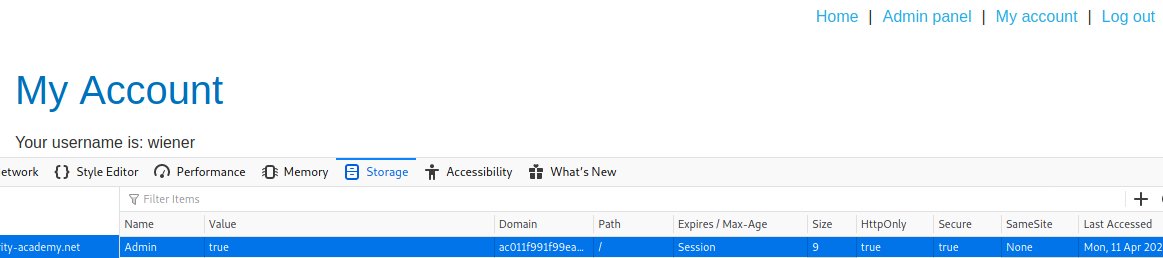 Home | Admin panel | My account | Log out
My Account
Your username is: wiener
etwork Style Editor Performance Memory Storage Accessibility What's New
Filter Items
Name Value Domain Path Expires / Max-Age Size HttpOnly Secure SameSite Last Accessed
rity-academy.net Admin true ac011f991f99ea... / Session 9 true true None Mon, 11 Apr 202